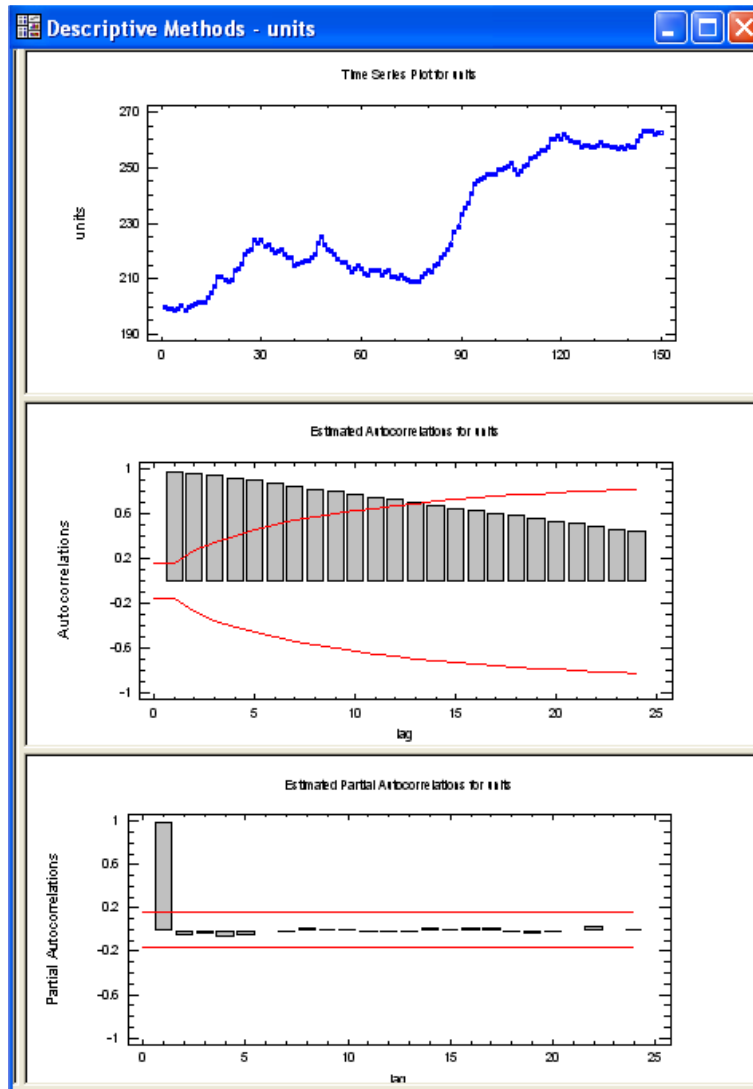 Descriptive Methods - units
Time Series Plot for units
units
270
250
230
210
190
0 30 60 90 120 150
Estimated Autocorrelations for units
Autocorrelations
1
0.6
0.2
-0.2
-0.6
-1
0 5 10 15 20 25
lag
Estimated Partial Autocorrelations for units
Partial Autocorrelations
1
0.6
0.2
-0.2
-0.6
-1
0 5 10 15 20 25
lag